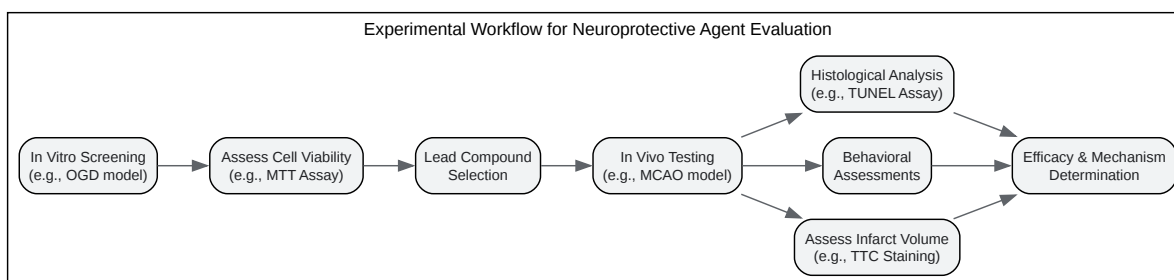 Experimental Workflow for Neuroprotective Agent Evaluation
In Vitro Screening
(e.g., OGD model)
Assess Cell Viability
(e.g., MTT Assay)
Lead Compound
Selection
In Vivo Testing
(e.g., MCAO model)
Histological Analysis
(e.g., TUNEL Assay)
Behavioral
Assessments
Assess Infarct Volume
(e.g., TTC Staining)
Efficacy & Mechanism
Determination